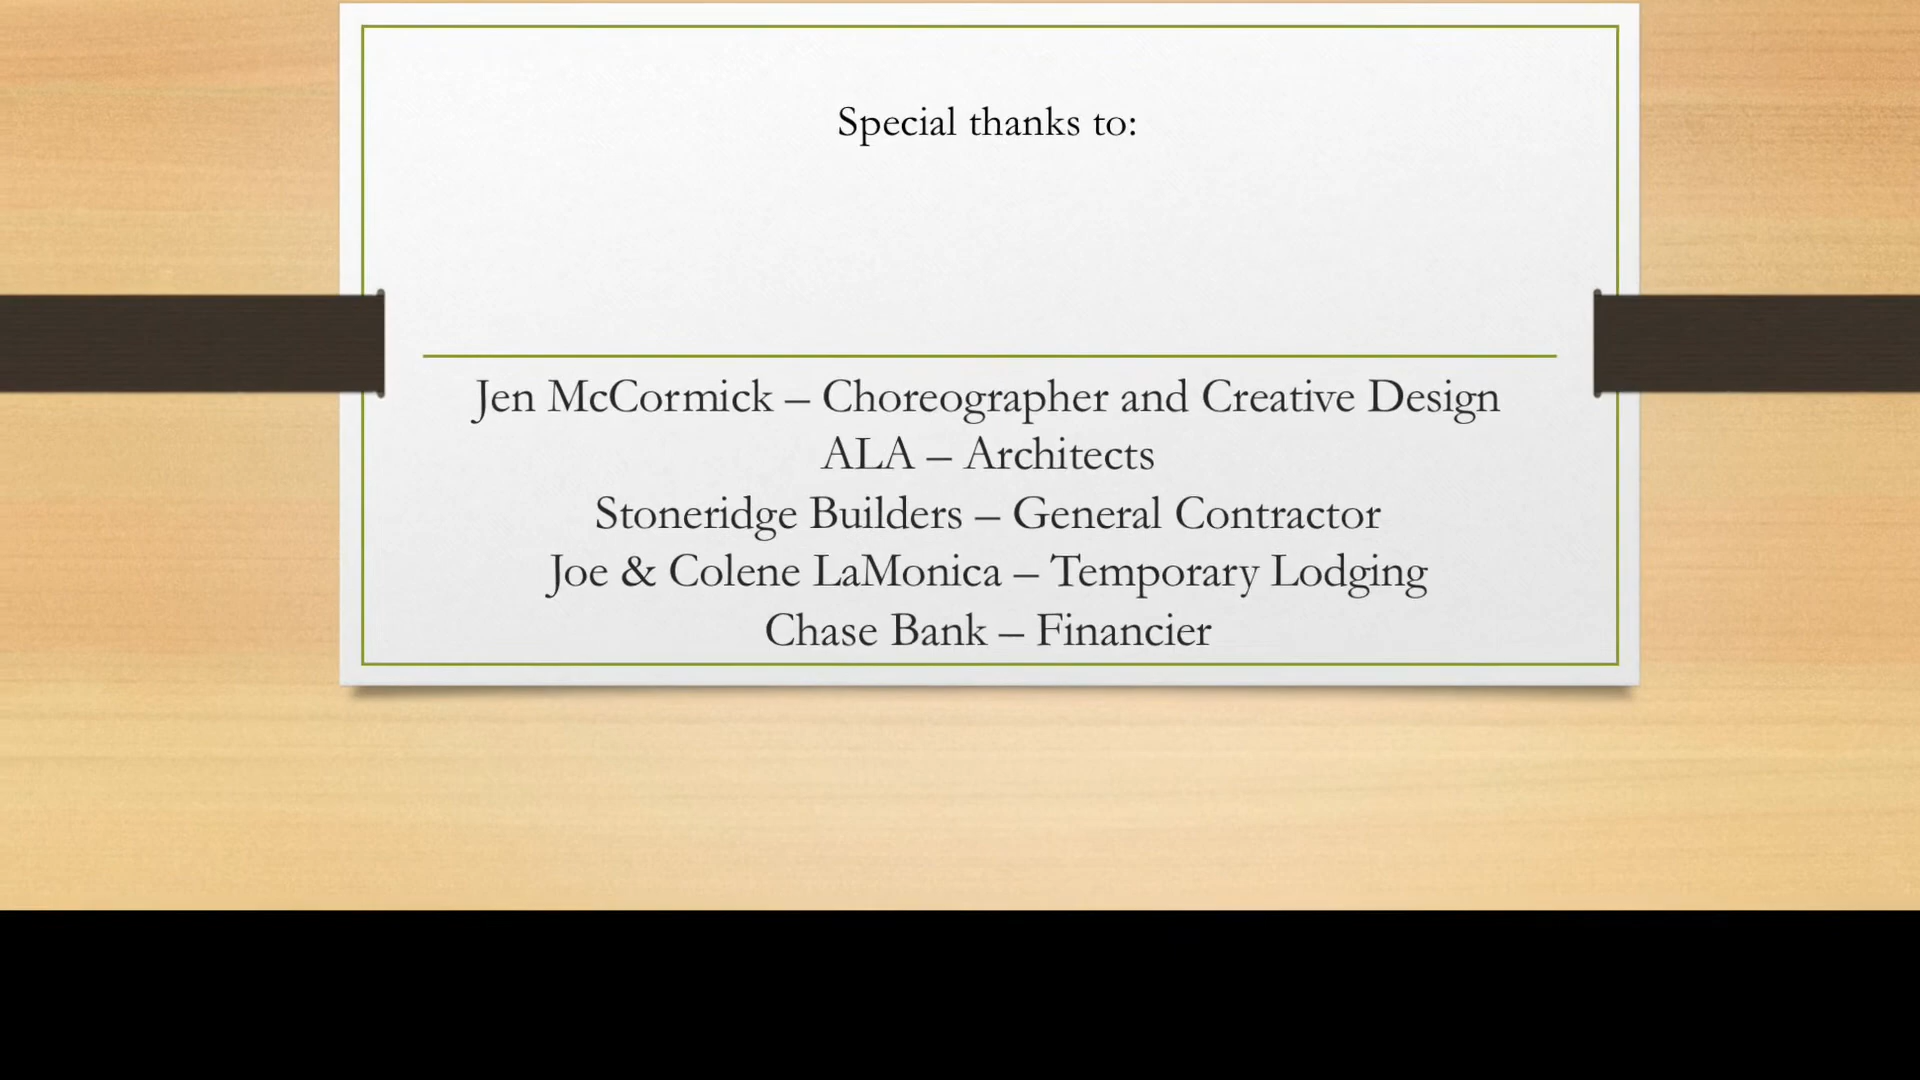 Special thanks to:
Jen McCormick – Choreographer and Creative Design
ALA – Architects
Stoneridge Builders – General Contractor
Joe & Colene LaMonica – Temporary Lodging
Chase Bank – Financier